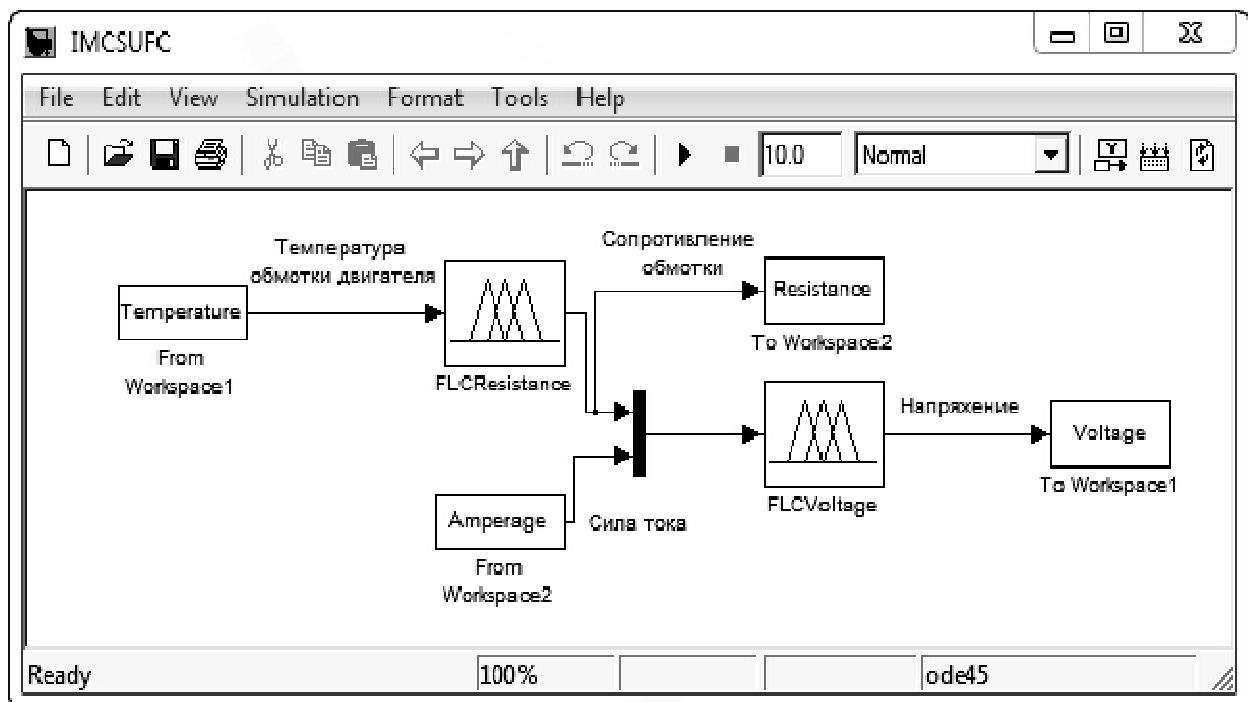 IMCSUFC
File Edit View Simulation Format Tools Help
10.0 Normal
Температура
обмотки двигателя
Сопротивление
обмотки
Temperature
From
Workspace1
FLCResistance
Resistance
To Workspace2
Напряжение
Voltage
To Workspace1
FLCVoltage
Amperage
Сила тока
From
Workspace2
Ready 100% ode45